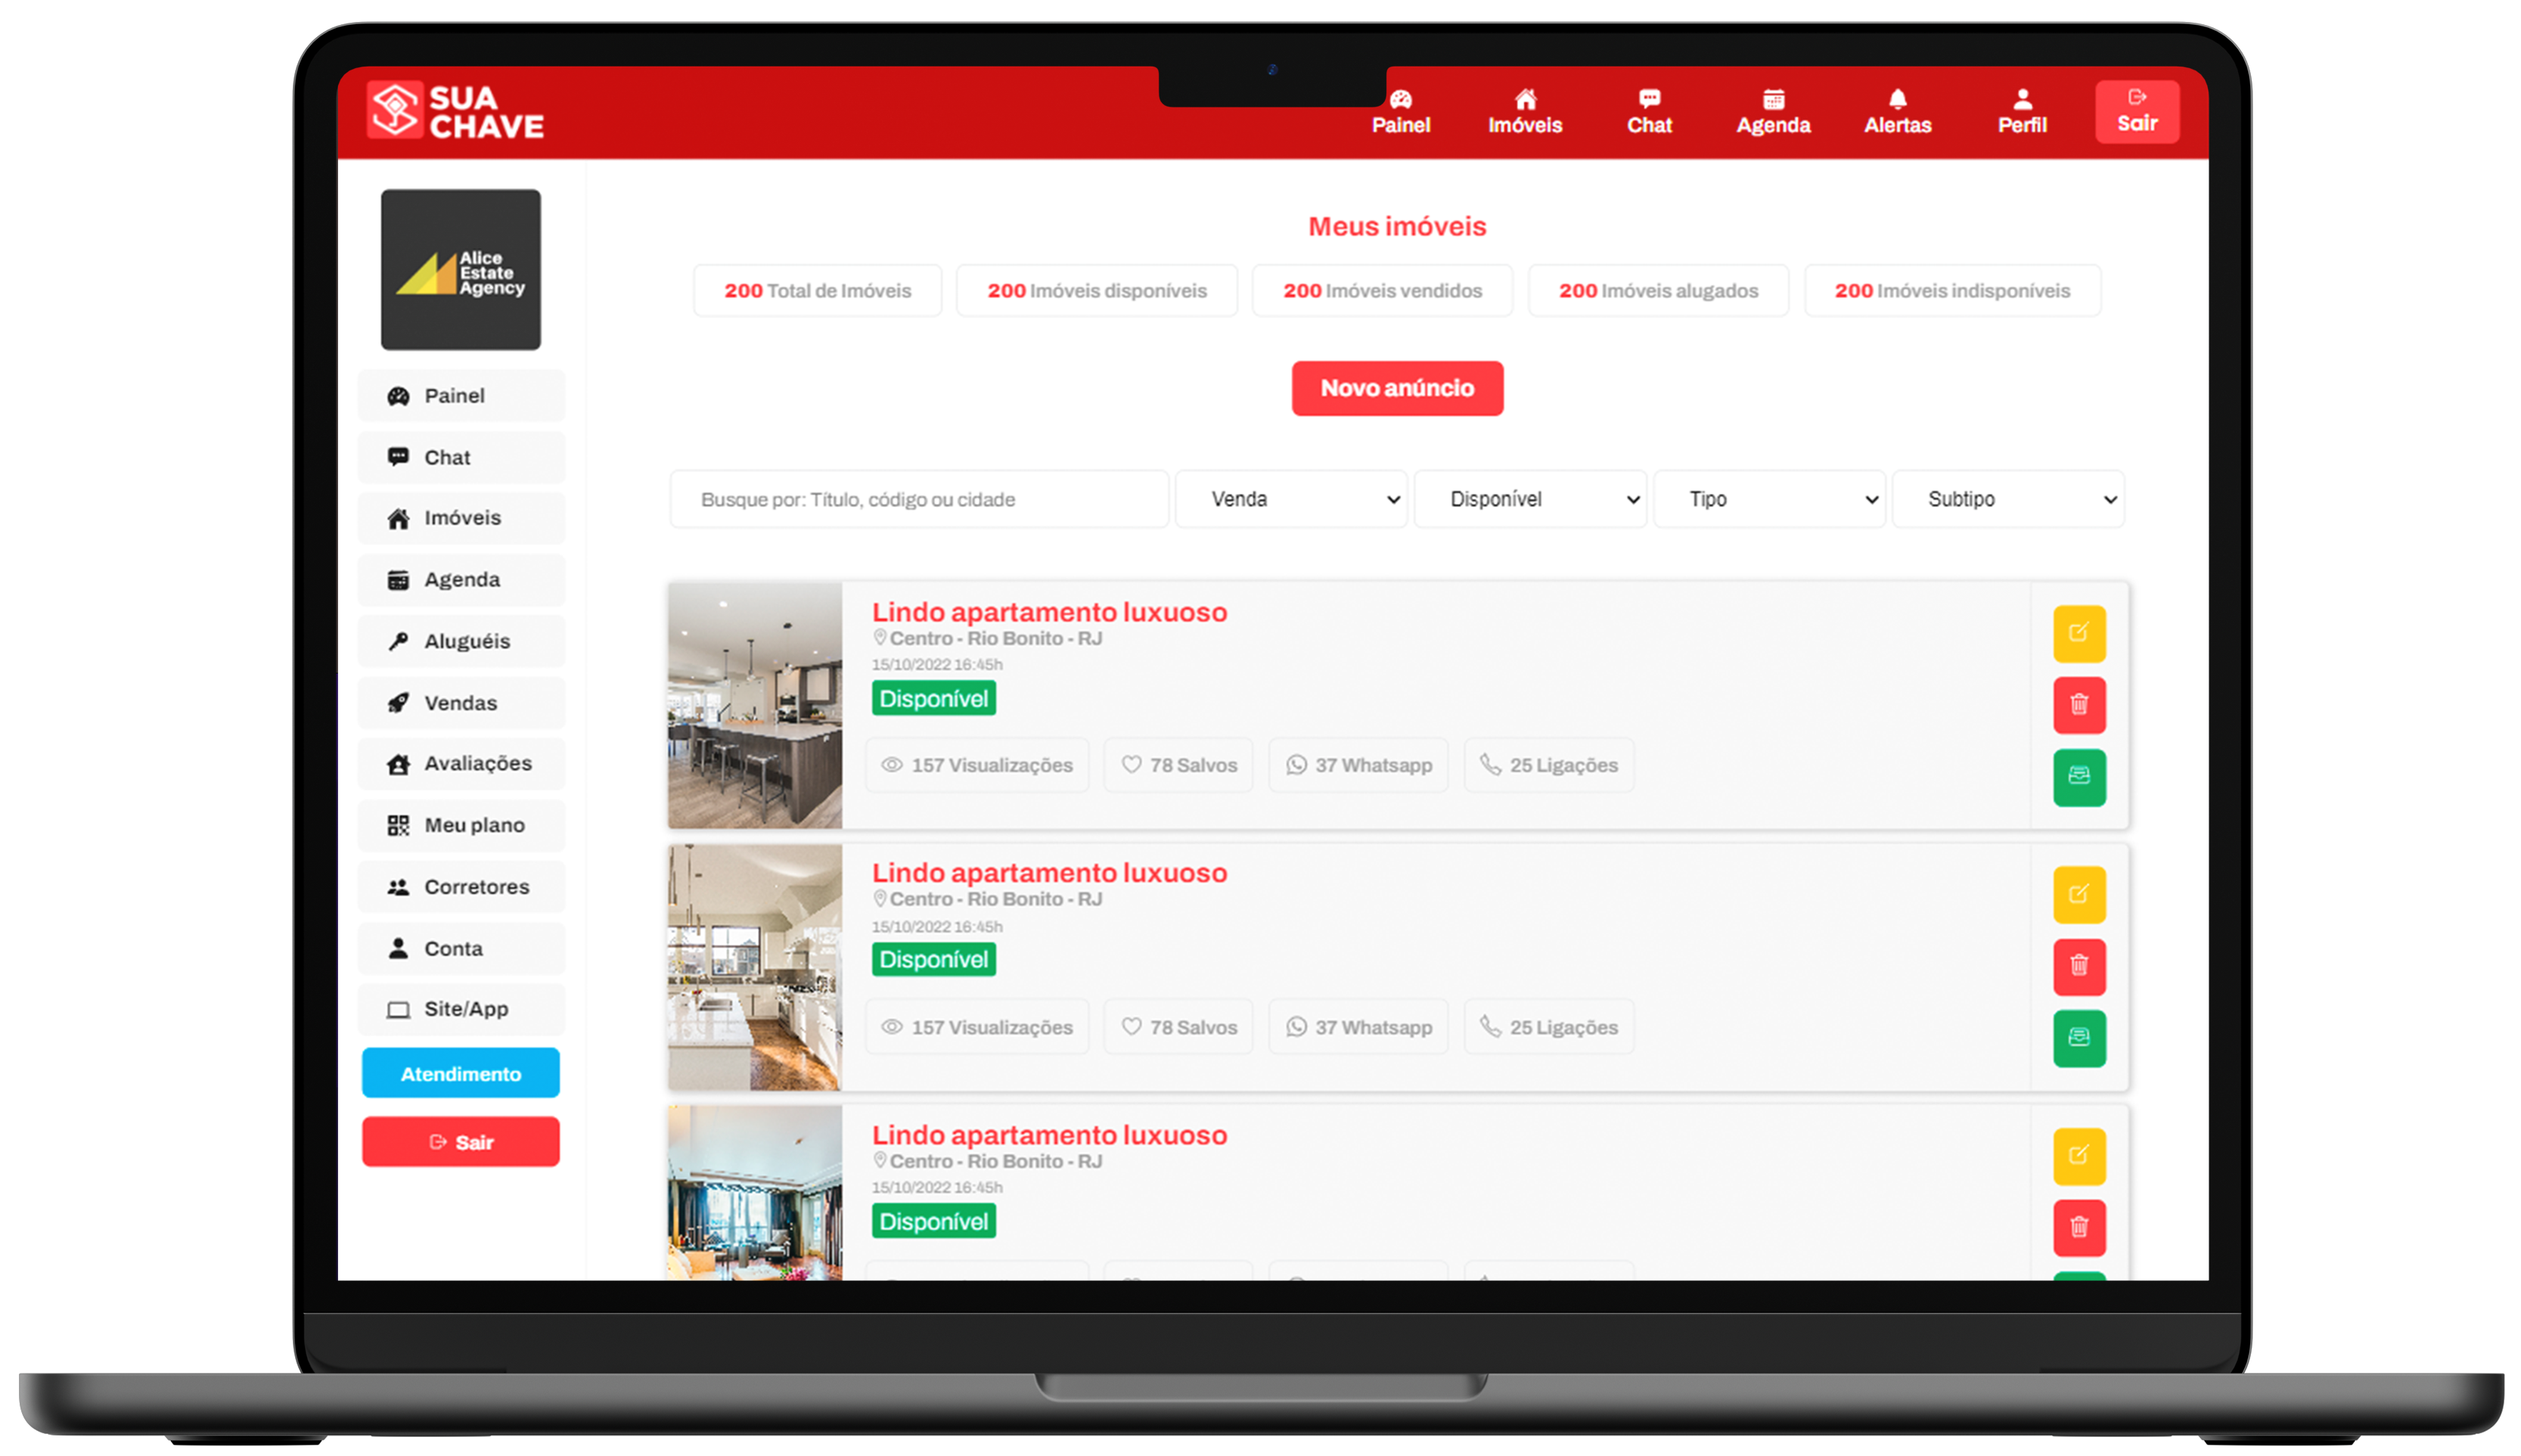 SUA
CHAVE
Painel
Imóveis
Chat
Agenda
Alertas
Perfil
Sair
Alice
Estate
Agency
Painel
Chat
Imóveis
Agenda
Aluguéis
Vendas
Avaliações
Meu plano
Corretores
Conta
Site/App
Atendimento
Sair
Meus imóveis
200 Total de Imóveis
200 Imóveis disponíveis
200 Imóveis vendidos
200 Imóveis alugados
200 Imóveis indisponíveis
Novo anúncio
Busque por: Título, código ou cidade
Venda
Disponível
Tipo
Subtipo
Lindo apartamento luxuoso
Centro - Rio Bonito - RJ
15/10/2022 16:45h
Disponível
157 Visualizações
78 Salvos
37 Whatsapp
25 Ligações
Lindo apartamento luxuoso
Centro - Rio Bonito - RJ
15/10/2022 16:45h
Disponível
157 Visualizações
78 Salvos
37 Whatsapp
25 Ligações
Lindo apartamento luxuoso
Centro - Rio Bonito - RJ
15/10/2022 16:45h
Disponível